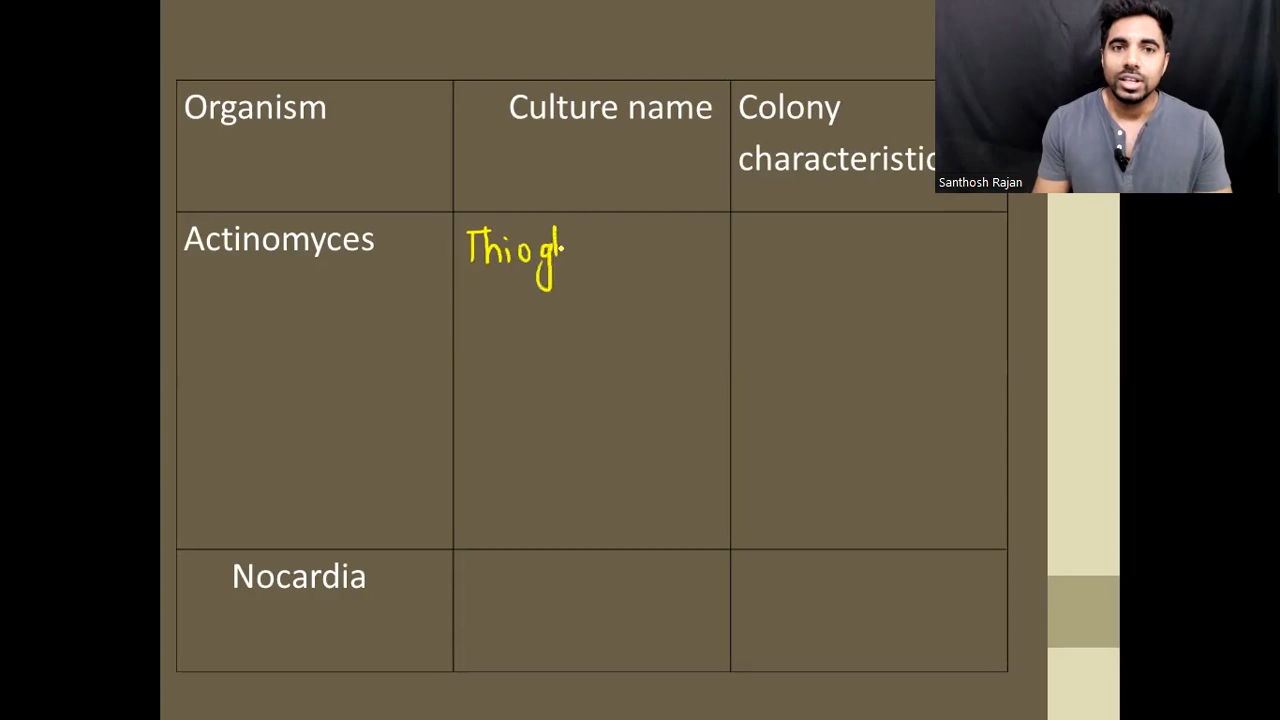 Organism
Culture name
Colony
characteristic
Santhosh Rajan
Actinomyces
Thiogl
Nocardia